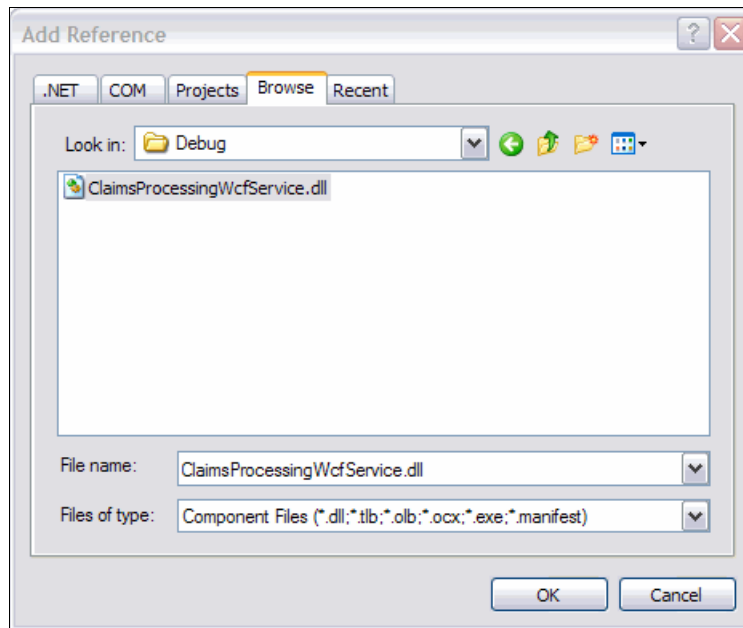 Add Reference
.NET COM Projects Browse Recent
Look in: Debug
ClaimsProcessingWcfService.dll
File name: ClaimsProcessingWcfService.dll
Files of type: Component Files (*.dll;*.tlb;*.olb;*.ocx;*.exe;*.manifest)
OK Cancel